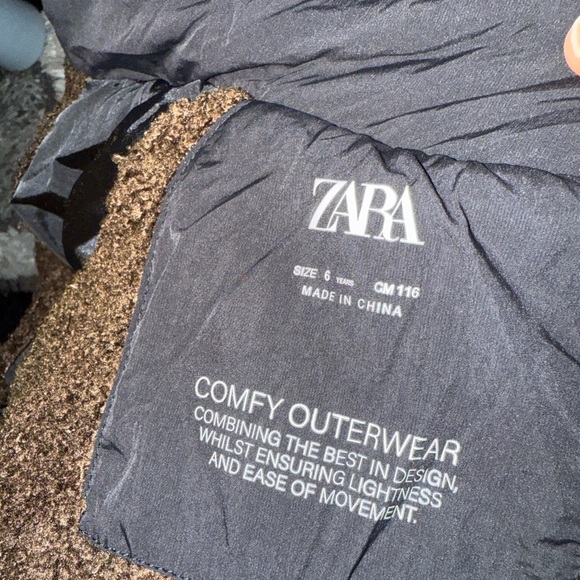 ZARA
SIZE 6 YEARS CM 116
MADE IN CHINA
COMFY OUTERWEAR
COMBINING THE BEST IN DESIGN,
WHILST ENSURING LIGHTNESS
AND EASE OF MOVEMENT.